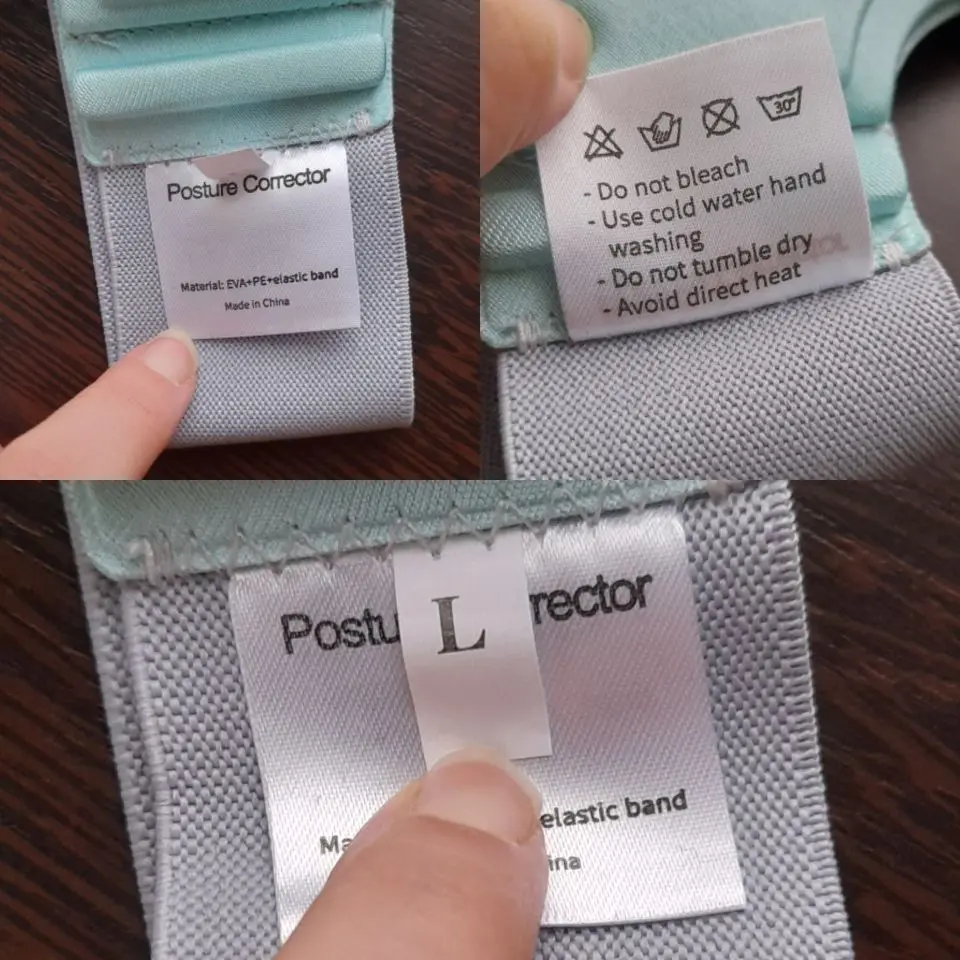 Posture Corrector
Material: EVA+PE+elastic band
Made in China
30°
- Do not bleach
- Use cold water hand
washing
- Do not tumble dry
- Avoid direct heat
Postu rector
L
Ma elastic band
ina